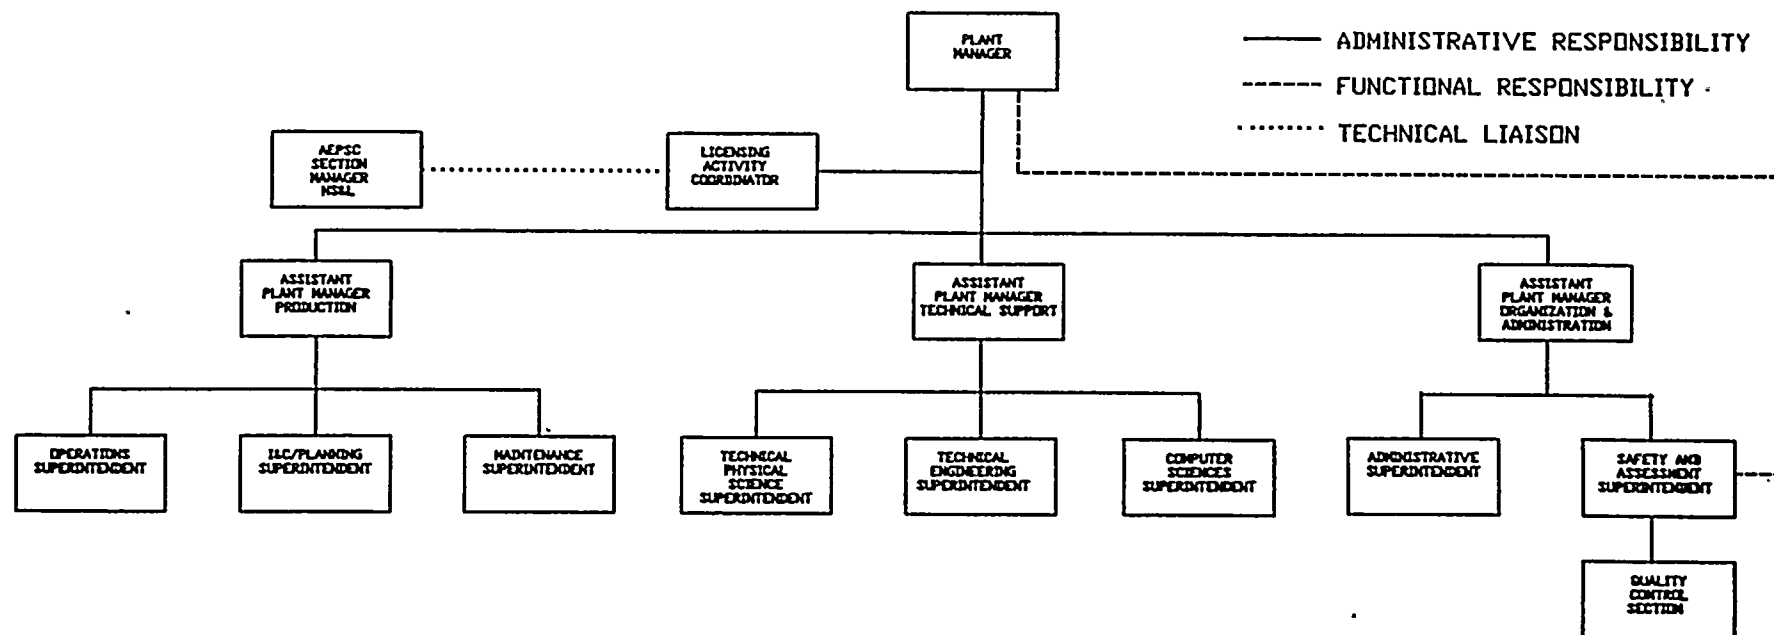 PLANT
MANAGER
ADMINISTRATIVE RESPONSIBILITY
FUNCTIONAL RESPONSIBILITY
TECHNICAL LIAISON
AEPSC
SECTION
MANAGER
NS&L
LICENSING
ACTIVITY
COORDINATOR
ASSISTANT
PLANT MANAGER
PRODUCTION
ASSISTANT
PLANT MANAGER
TECHNICAL SUPPORT
ASSISTANT
PLANT MANAGER
ORGANIZATION &
ADMINISTRATION
OPERATIONS
SUPERINTENDENT
I&C/PLANNING
SUPERINTENDENT
MAINTENANCE
SUPERINTENDENT
TECHNICAL
PHYSICAL
SCIENCE
SUPERINTENDENT
TECHNICAL
ENGINEERING
SUPERINTENDENT
COMPUTER
SCIENCES
SUPERINTENDENT
ADMINISTRATIVE
SUPERINTENDENT
SAFETY AND
ASSESSMENT
SUPERINTENDENT
QUALITY
CONTROL
SECTION